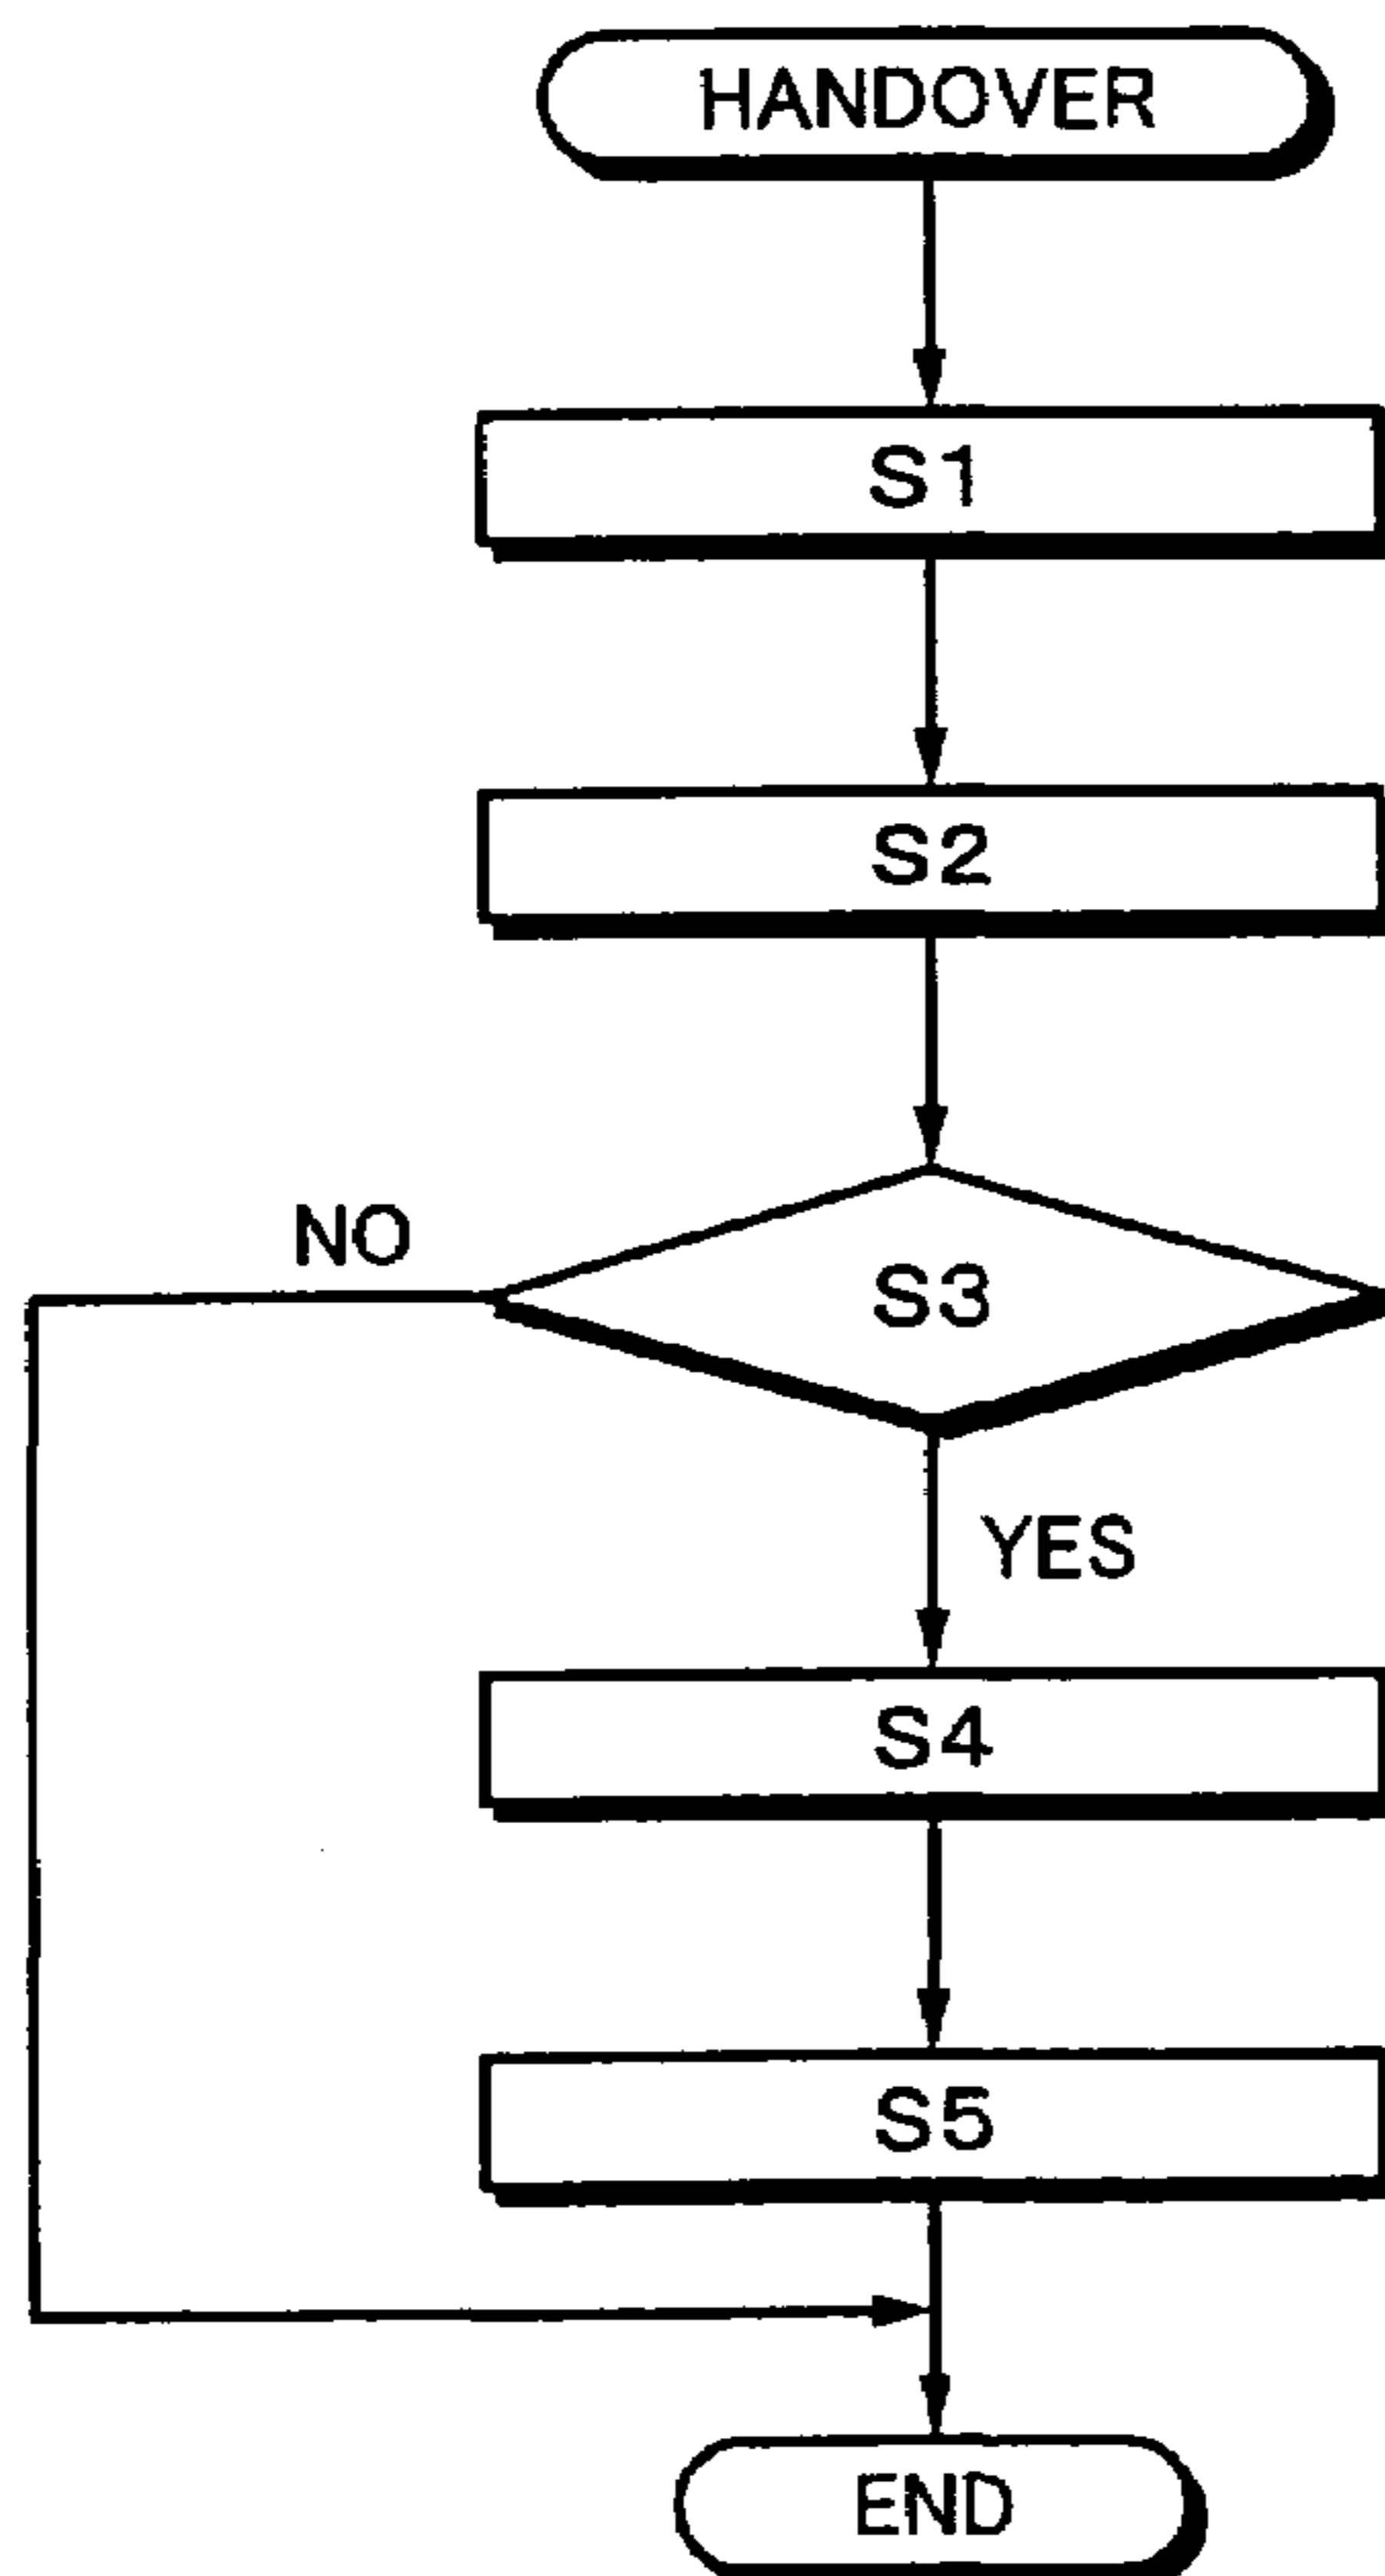 HANDOVER
S1
S2
NO
S3
YES
S4
S5
END